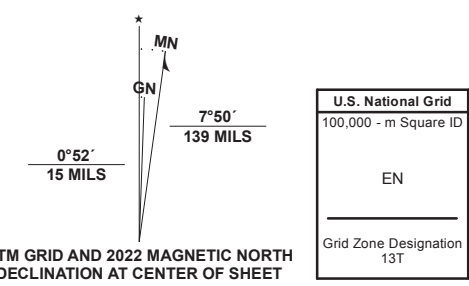 ★
MN
GN
7°50´
139 MILS
0°52´
15 MILS
TM GRID AND 2022 MAGNETIC NORTH
DECLINATION AT CENTER OF SHEET
U.S. National Grid
100,000 - m Square ID
EN
Grid Zone Designation
13T